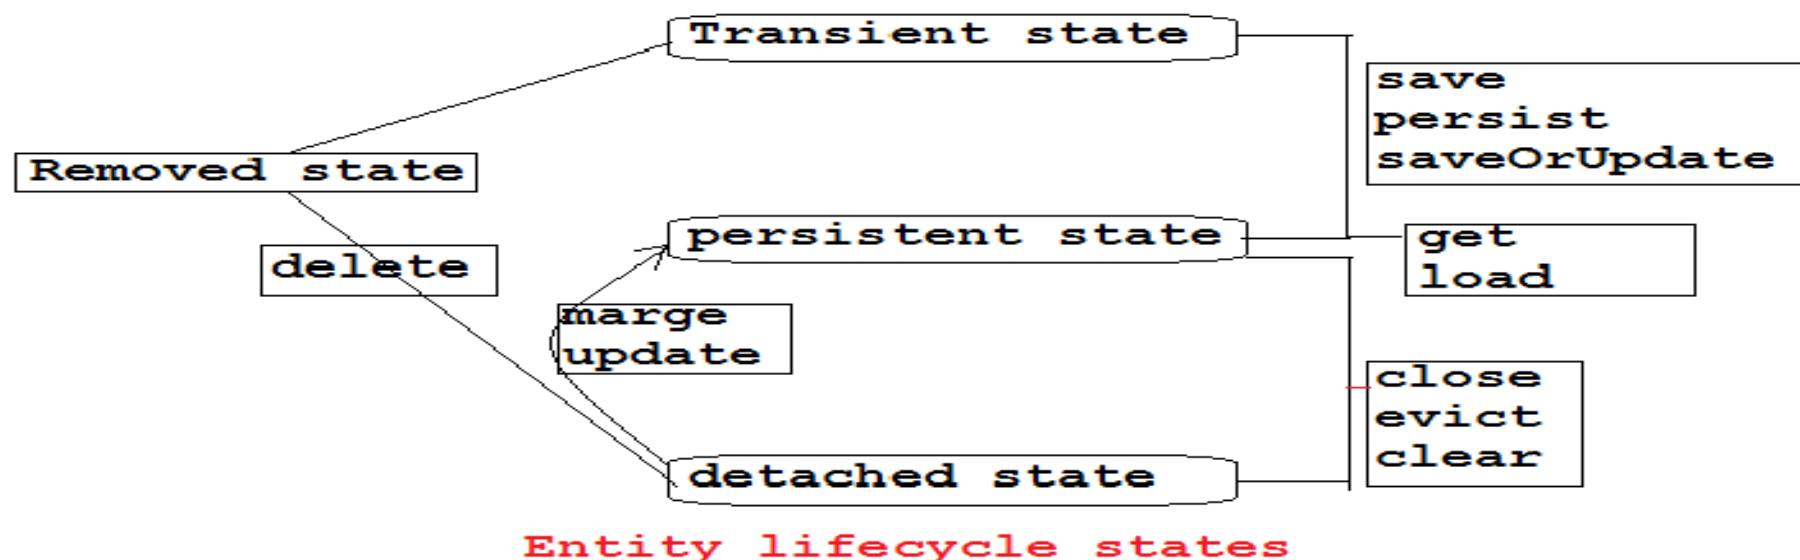 Transient state
save
persist
saveOrUpdate
Removed state
persistent state
get
load
delete
marge
update
close
evict
clear
detached state
Entity lifecycle states